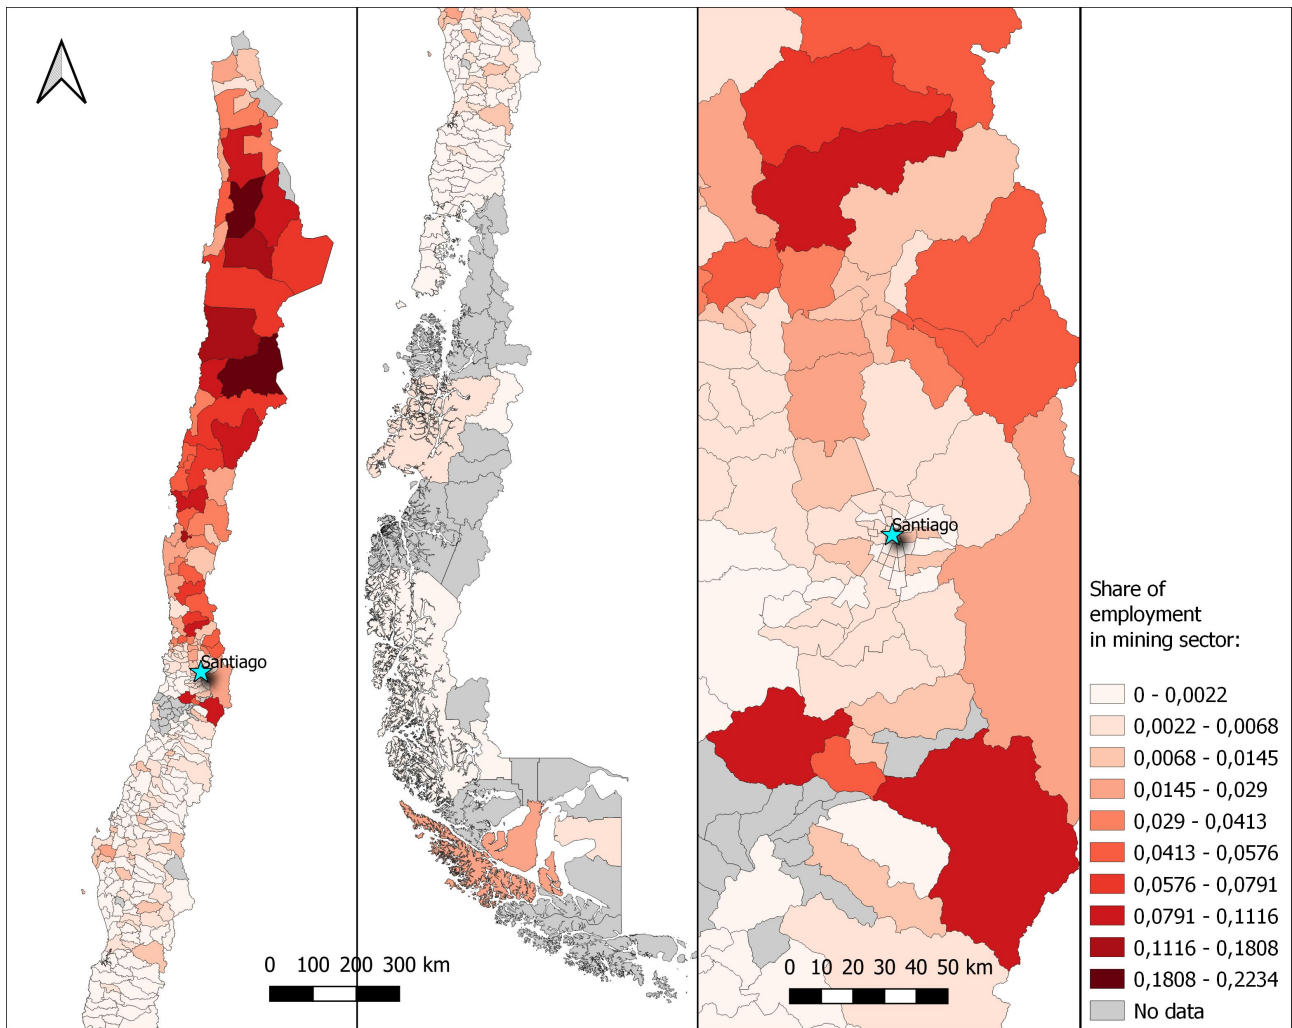 Santiago
0 100 200 300 km
Santiago
0 10 20 30 40 50 km
Share of
employment
in mining sector:
0 - 0,0022
0,0022 - 0,0068
0,0068 - 0,0145
0,0145 - 0,029
0,029 - 0,0413
0,0413 - 0,0576
0,0576 - 0,0791
0,0791 - 0,1116
0,1116 - 0,1808
0,1808 - 0,2234
No data